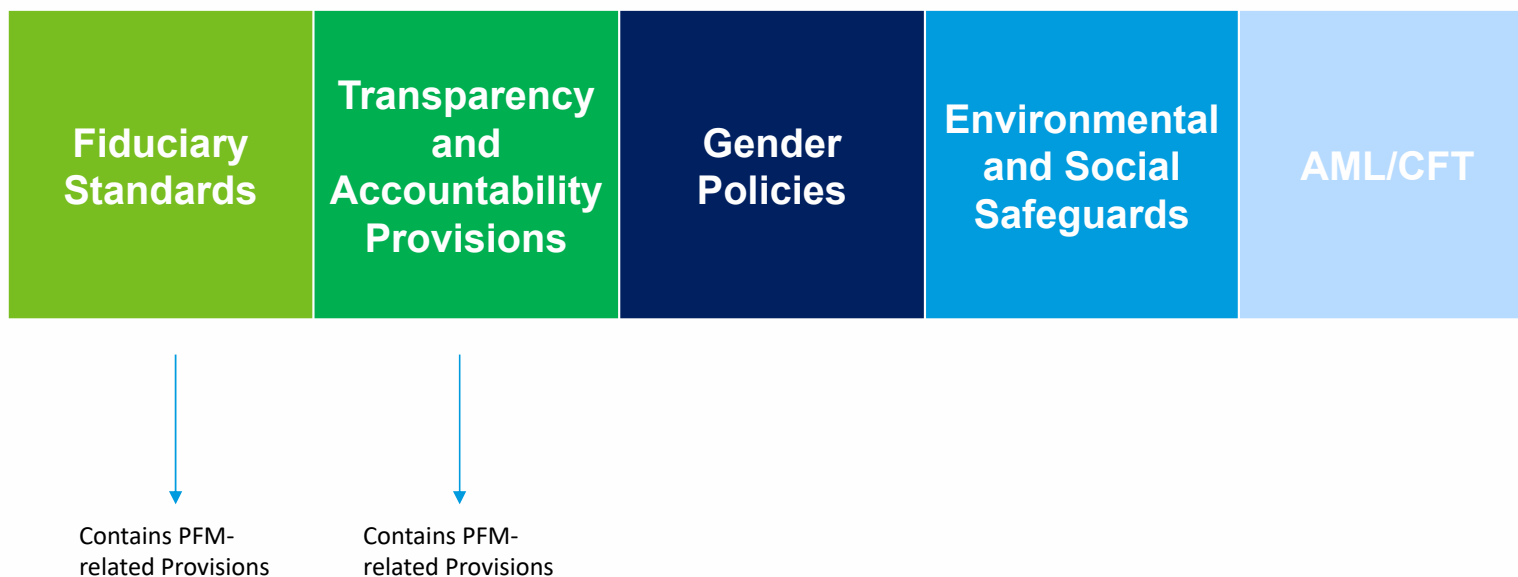 Fiduciary
Standards
Transparency
and
Accountability
Provisions
Gender
Policies
Environmental
and Social
Safeguards
AML/CFT
Contains PFM-
related Provisions
Contains PFM-
related Provisions